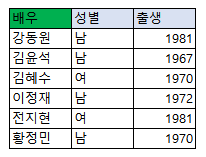 배우 성별 출생
강동원 남 1981
김윤석 남 1967
김혜수 여 1970
이정재 남 1972
전지현 여 1981
황정민 남 1970